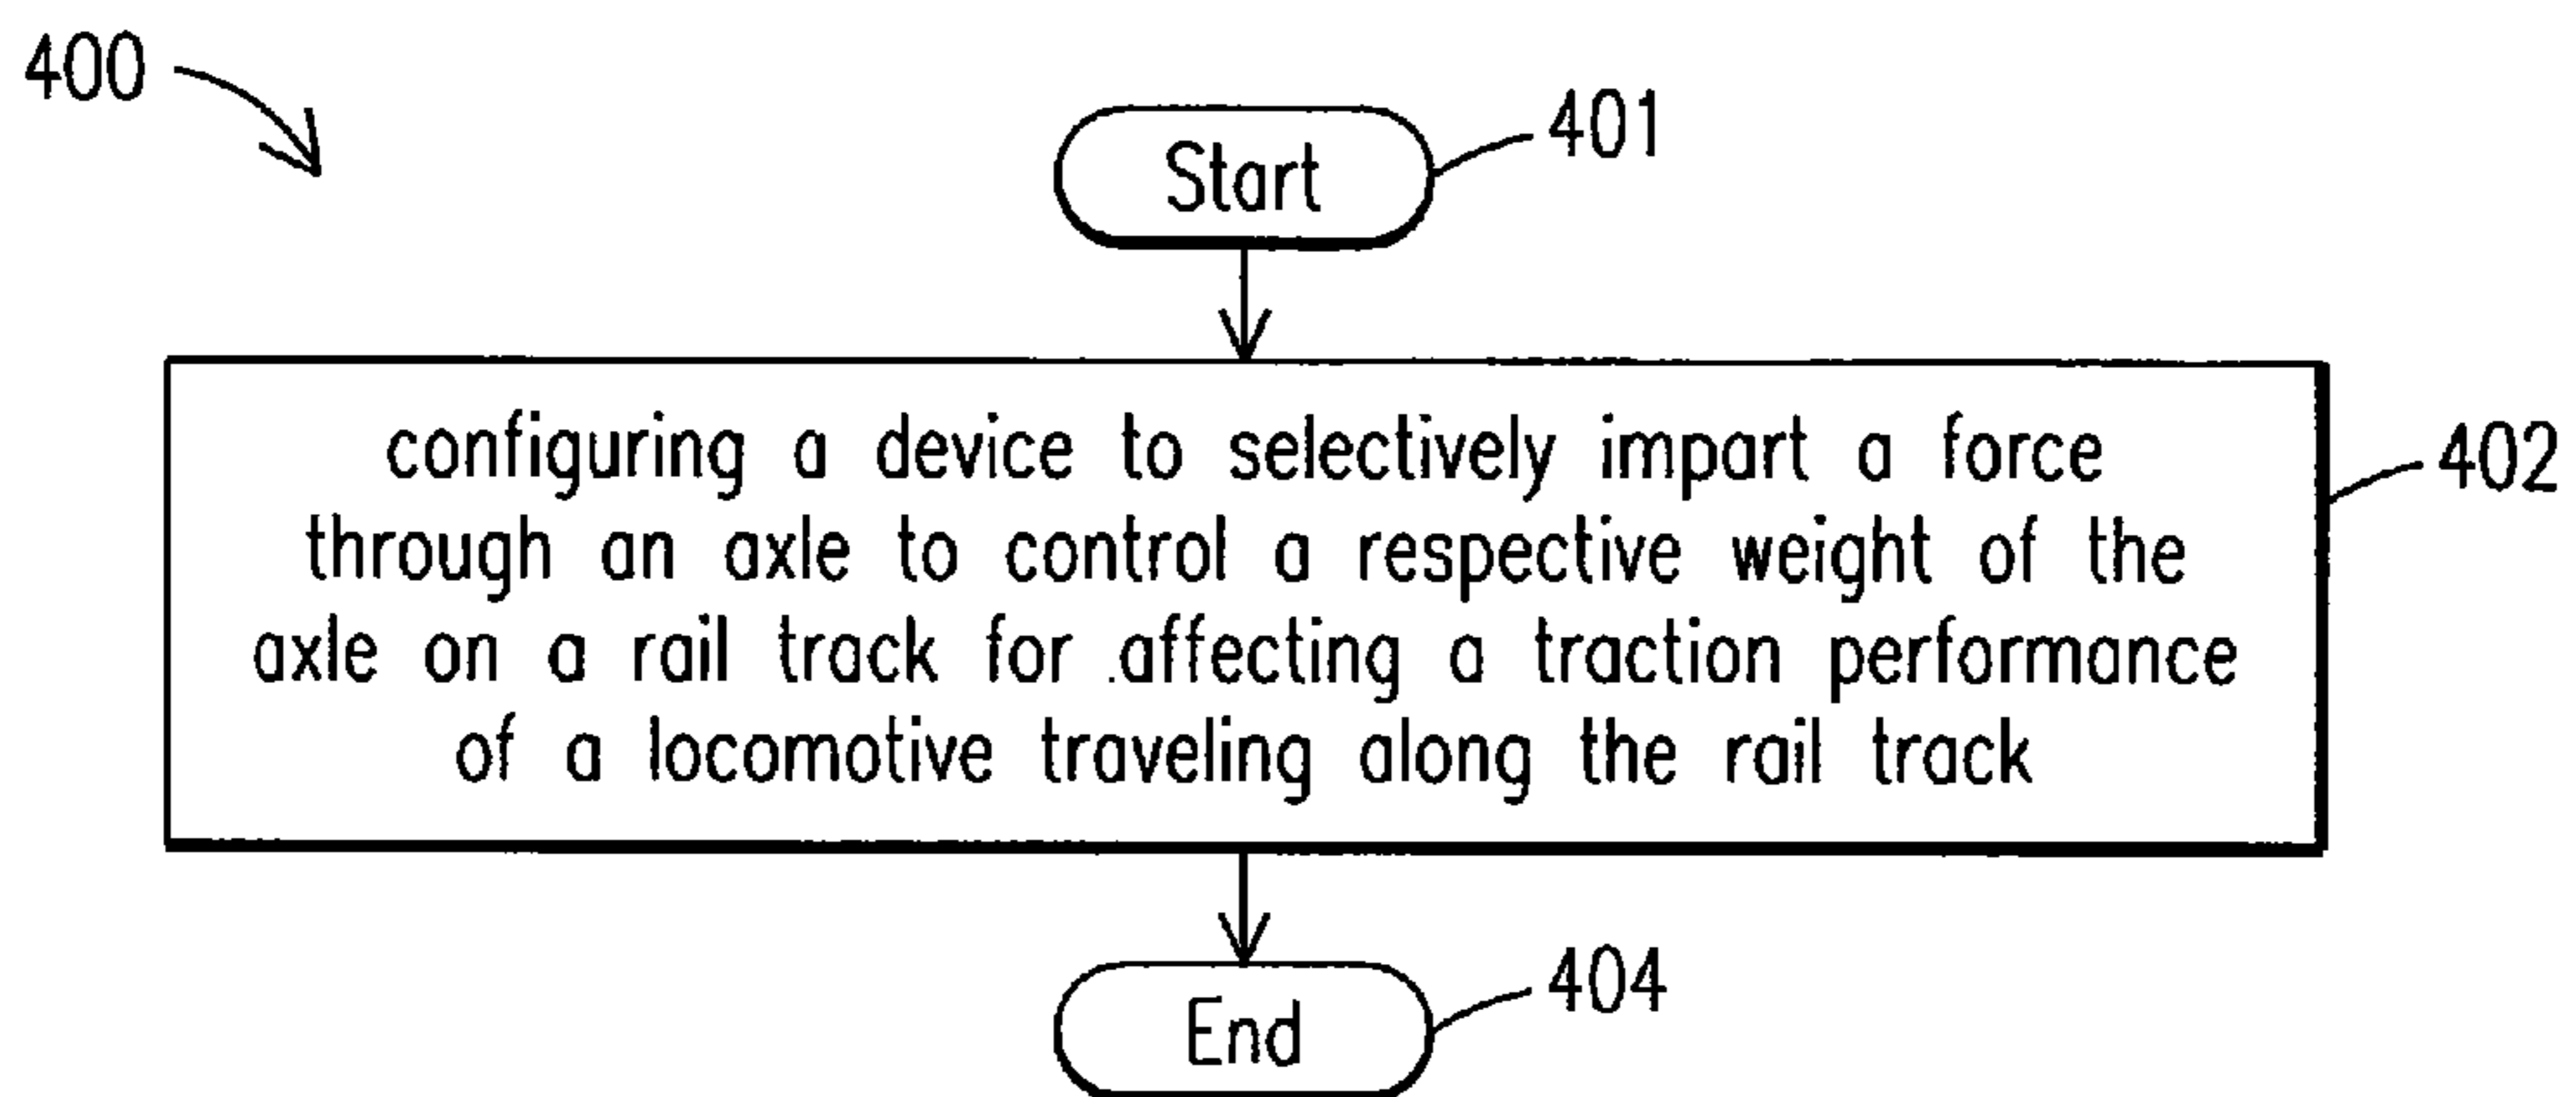 400
Start
401
configuring a device to selectively impart a force
through an axle to control a respective weight of the
axle on a rail track for affecting a traction performance
of a locomotive traveling along the rail track
402
End
404